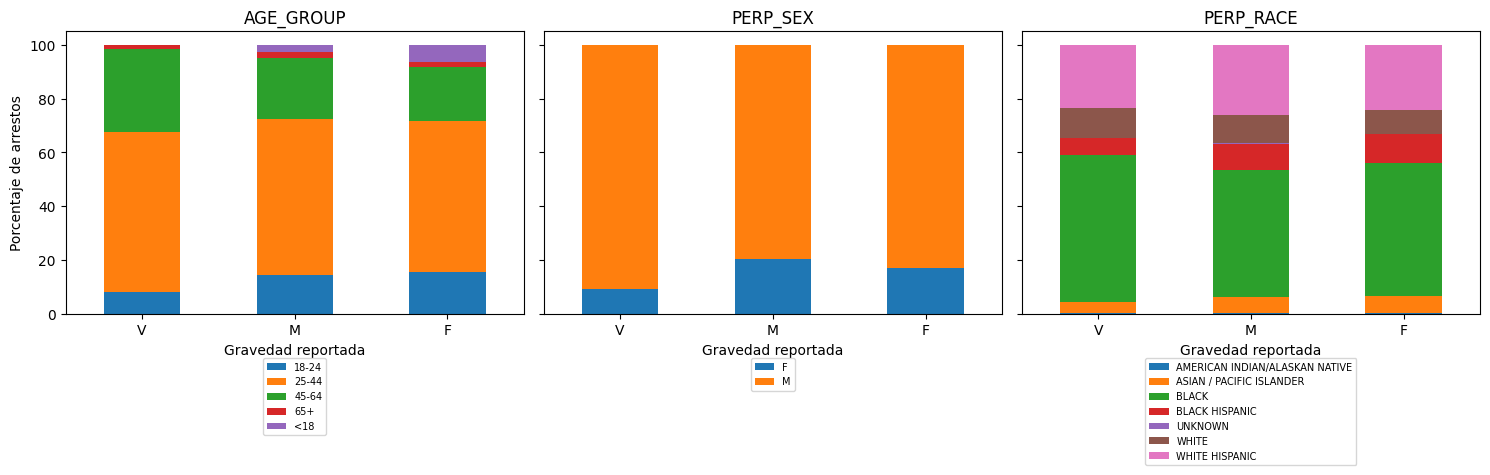 AGE_GROUP
PERP_SEX
PERP_RACE
Porcentaje de arrestos
100
80
60
40
20
0
V M F
V M F
V M F
Gravedad reportada
Gravedad reportada
Gravedad reportada
18-24
25-44
45-64
65+
<18
F
M
AMERICAN INDIAN/ALASKAN NATIVE
ASIAN / PACIFIC ISLANDER
BLACK
BLACK HISPANIC
UNKNOWN
WHITE
WHITE HISPANIC